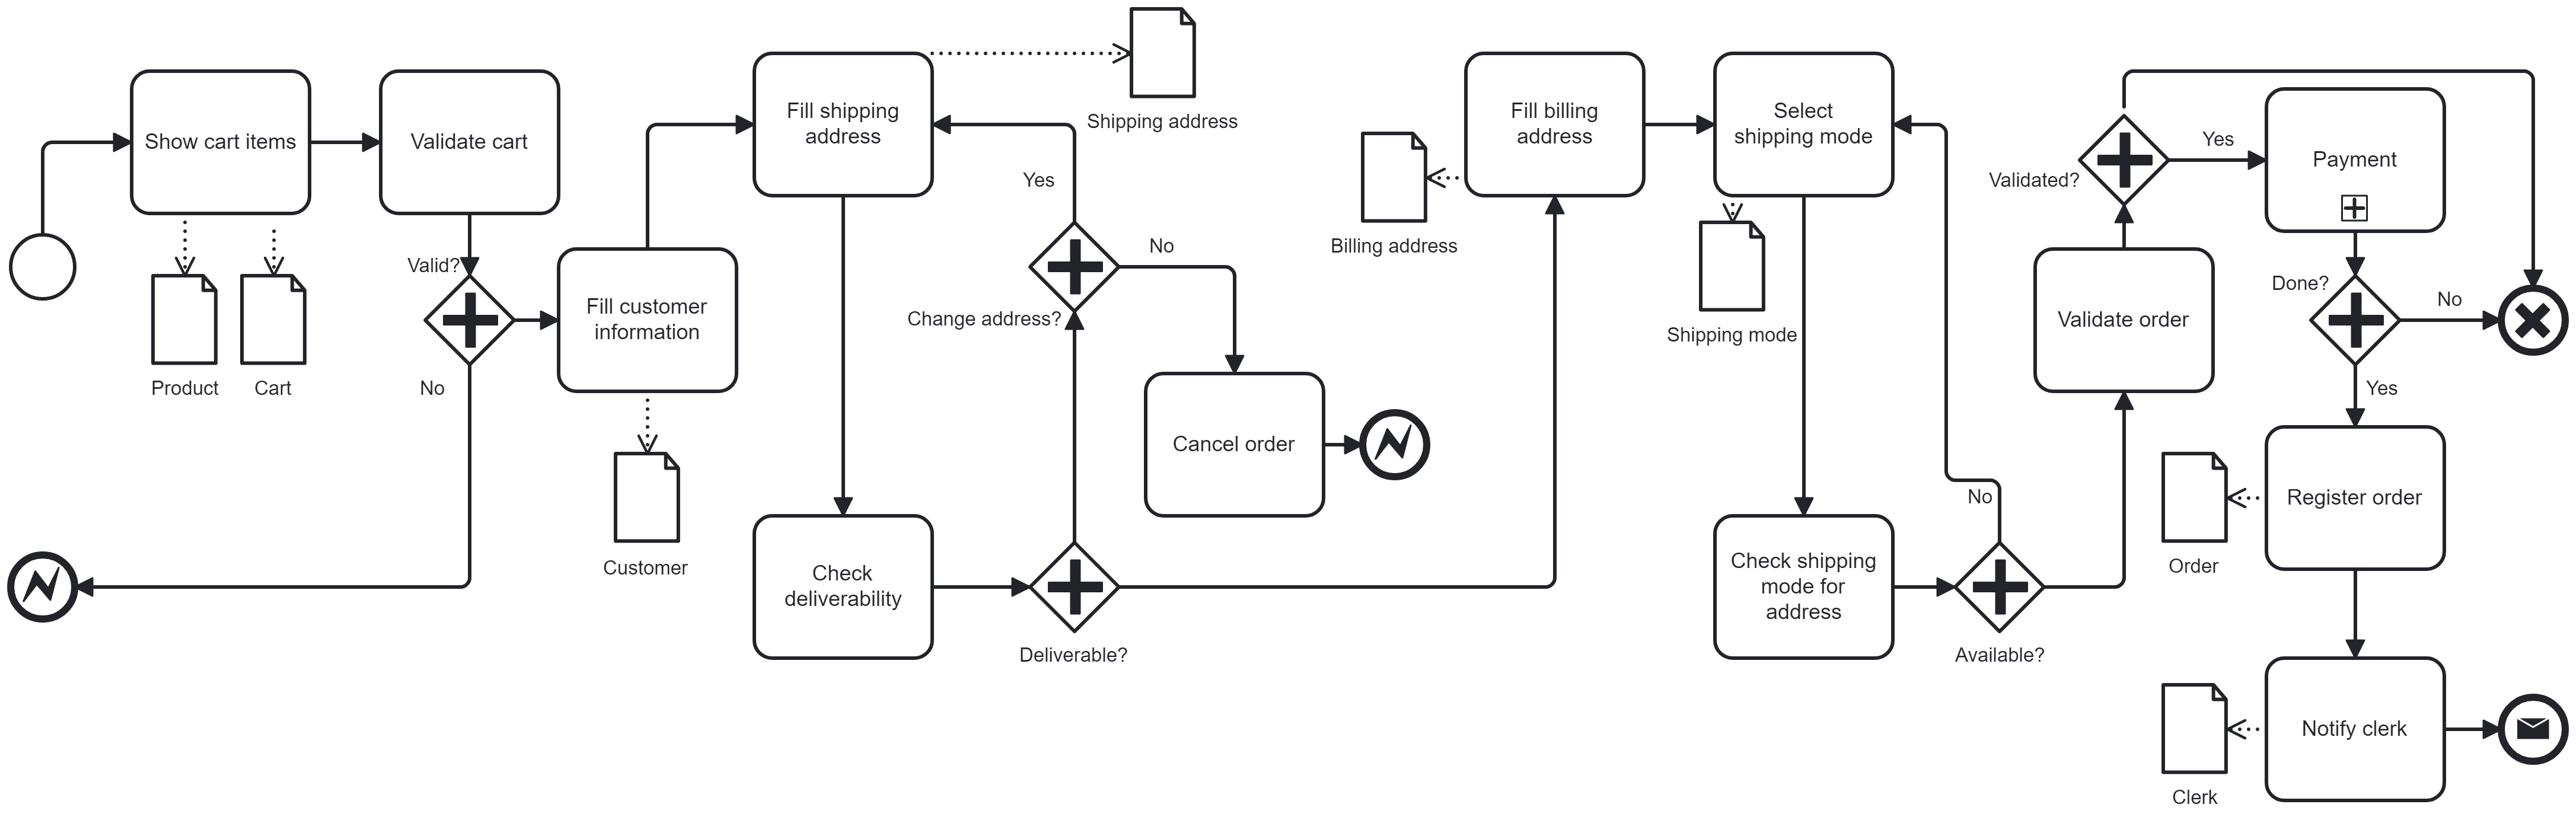 Show cart items
Product
Cart
Validate cart
Valid?
No
Fill customer
information
Customer
Fill shipping
address
Shipping address
Check
deliverability
Deliverable?
Change address?
Yes
No
Cancel order
Fill billing
address
Billing address
Select
shipping mode
Shipping mode
Check shipping
mode for
address
Available?
No
Validate order
Validated?
Yes
Payment
Done?
No
Yes
Register order
Order
Notify clerk
Clerk